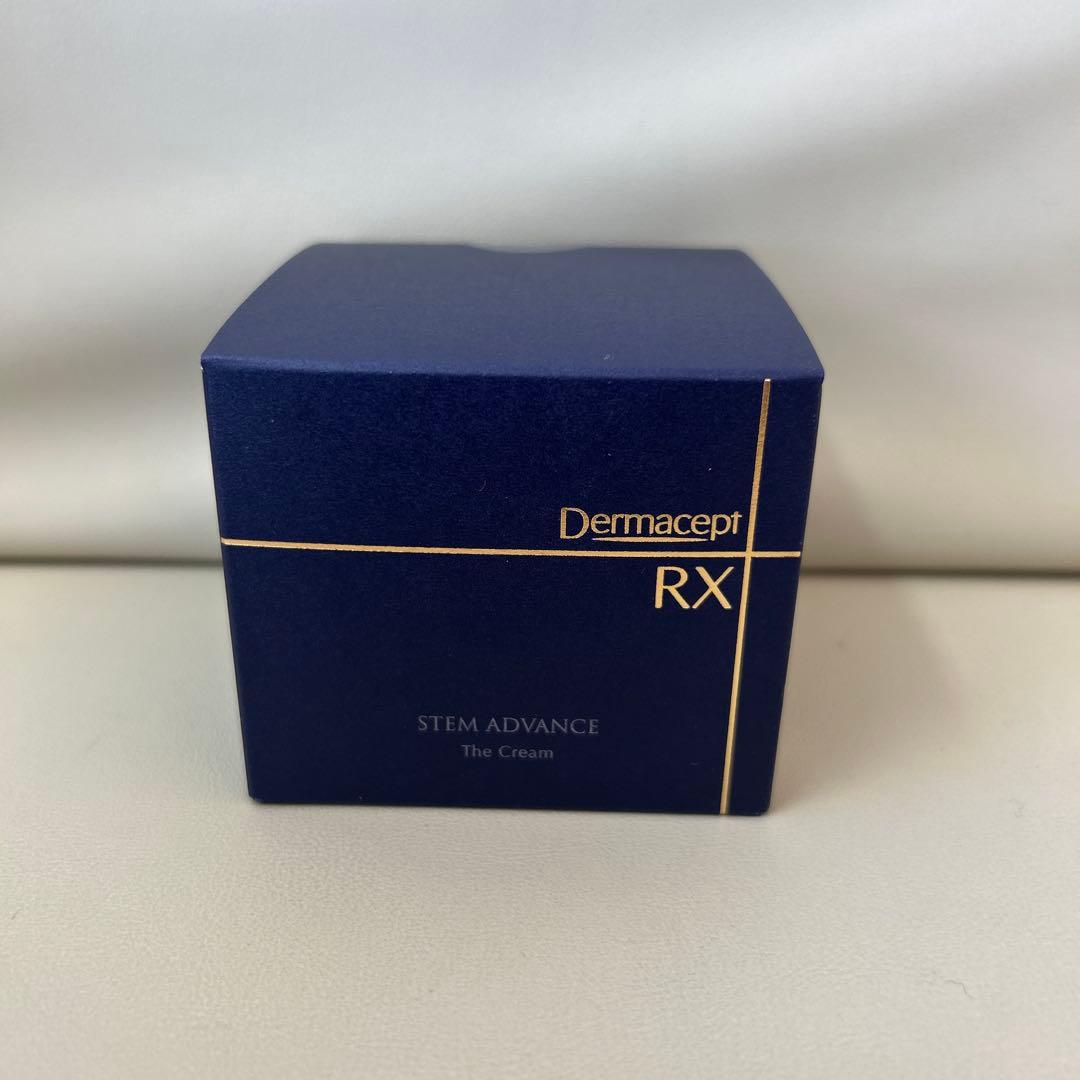 Dermacept
RX
STEM ADVANCE
The Cream